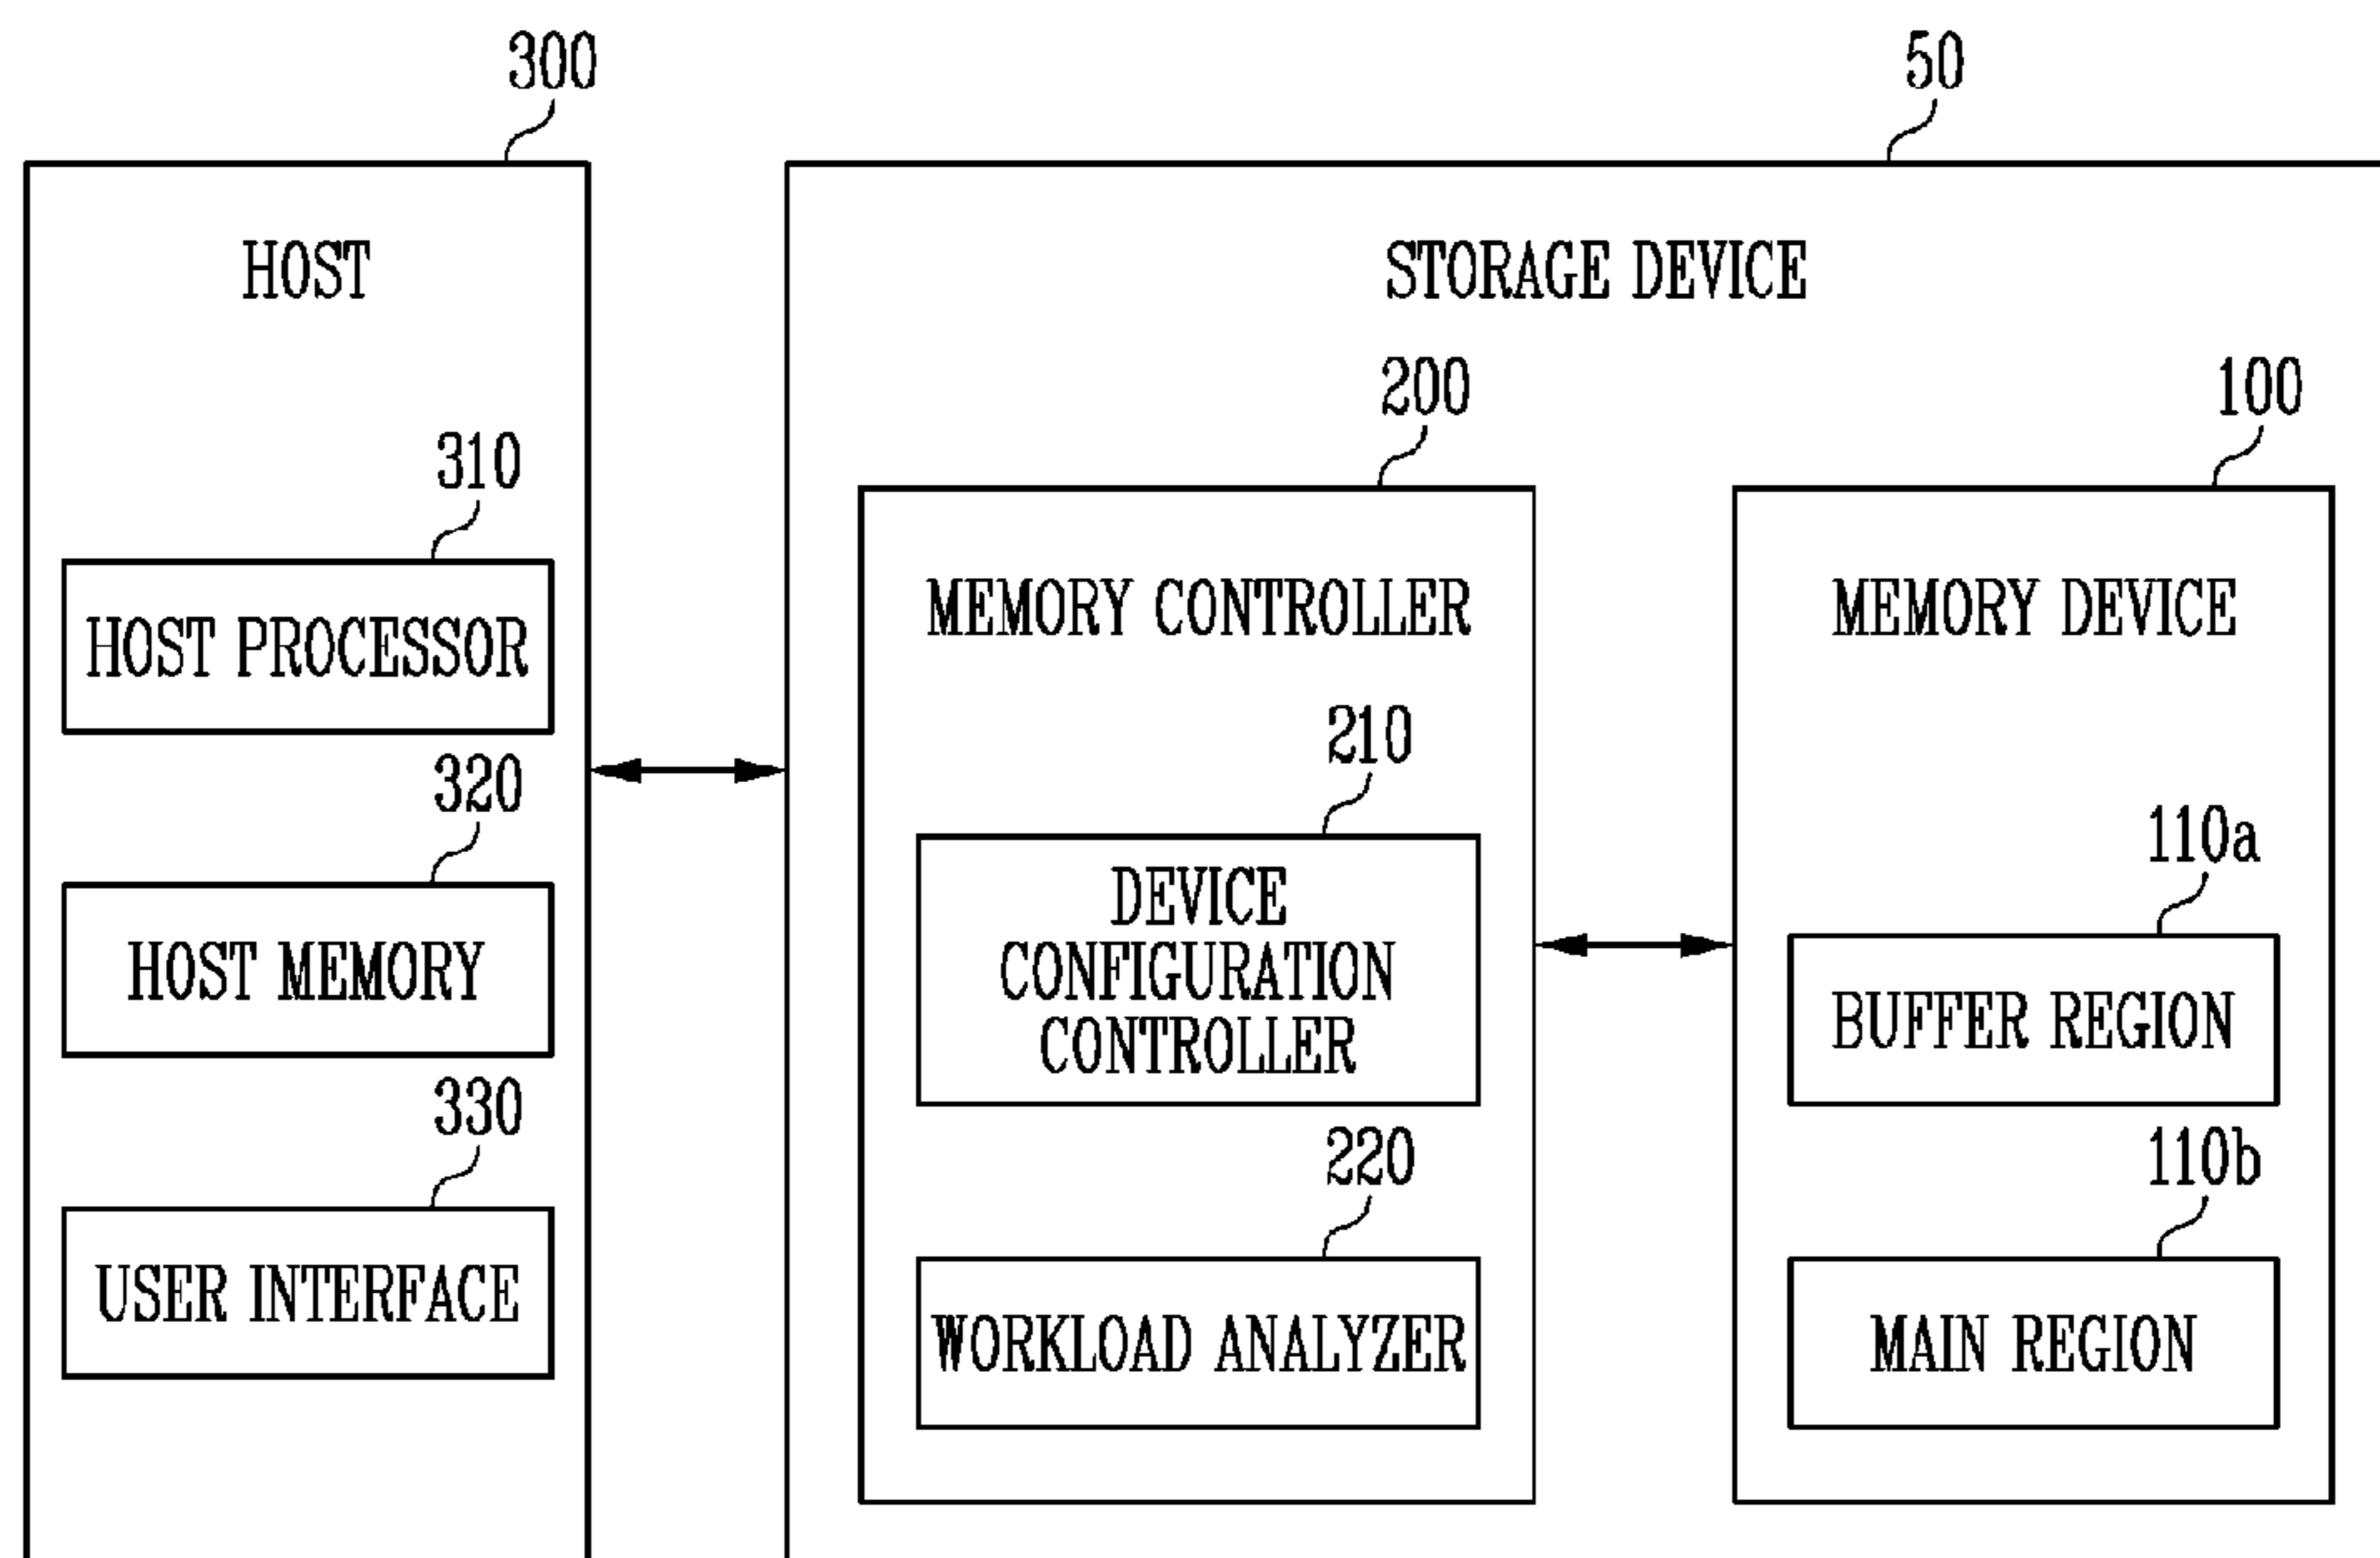 300
HOST
310
HOST PROCESSOR
320
HOST MEMORY
330
USER INTERFACE
50
STORAGE DEVICE
200
MEMORY CONTROLLER
210
DEVICE
CONFIGURATION
CONTROLLER
220
WORKLOAD ANALYZER
100
MEMORY DEVICE
110a
BUFFER REGION
110b
MAIN REGION